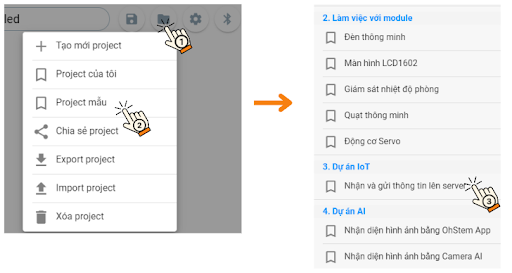 led
1
Tạo mới project
Project của tôi
Project mẫu
2
Chia sẻ project
Export project
Import project
Xóa project
2. Làm việc với module
Đèn thông minh
Màn hình LCD1602
Giám sát nhiệt độ phòng
Quạt thông minh
Động cơ Servo
3. Dự án IoT
Nhận và gửi thông tin lên server
3
4. Dự án AI
Nhận diện hình ảnh bằng OhStem App
Nhận diện hình ảnh bằng Camera AI